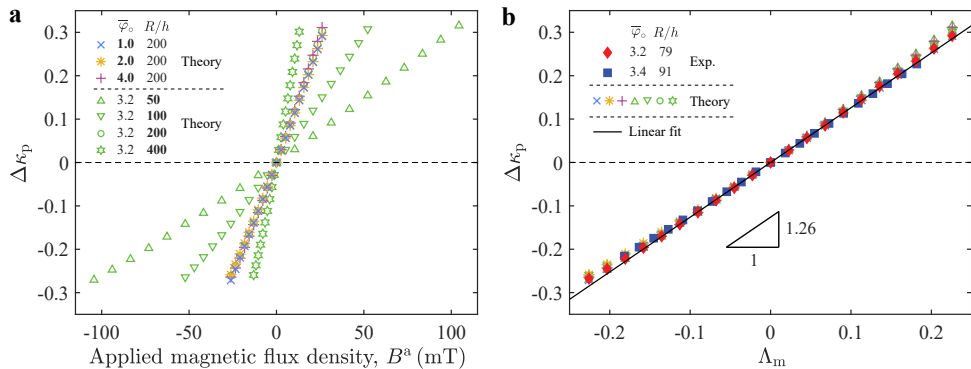 a
φ̄₀ R/h
1.0 200
2.0 200 Theory
4.0 200
3.2 50
3.2 100 Theory
3.2 200
3.2 400
Δκp
0.3
0.2
0.1
0
-0.1
-0.2
-0.3
-100 -50 0 50 100
Applied magnetic flux density, Bᵃ (mT)
b
φ̄₀ R/h
3.2 79
3.4 91 Exp.
Theory
Linear fit
1.26
1
Δκp
0.3
0.2
0.1
0
-0.1
-0.2
-0.3
-0.2 -0.1 0 0.1 0.2
Λm